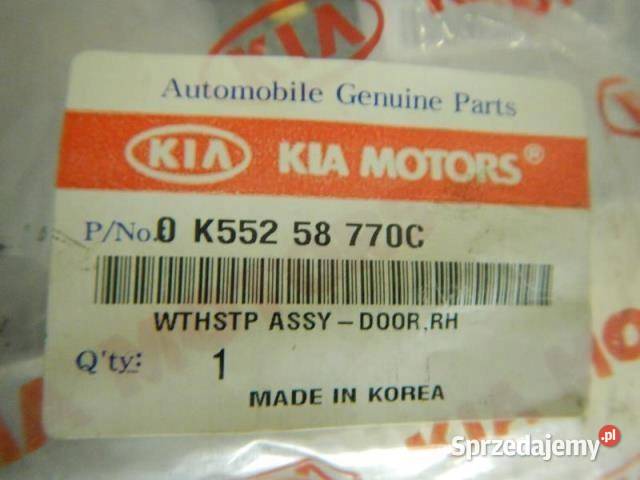 KIA
Automobile Genuine Parts
KIA KIA MOTORS®
P/No.: 0 K552 58 770C
WTHSTP ASSY-DOOR,RH
Q'ty: 1
MADE IN KOREA
Sprzedajemy.pl